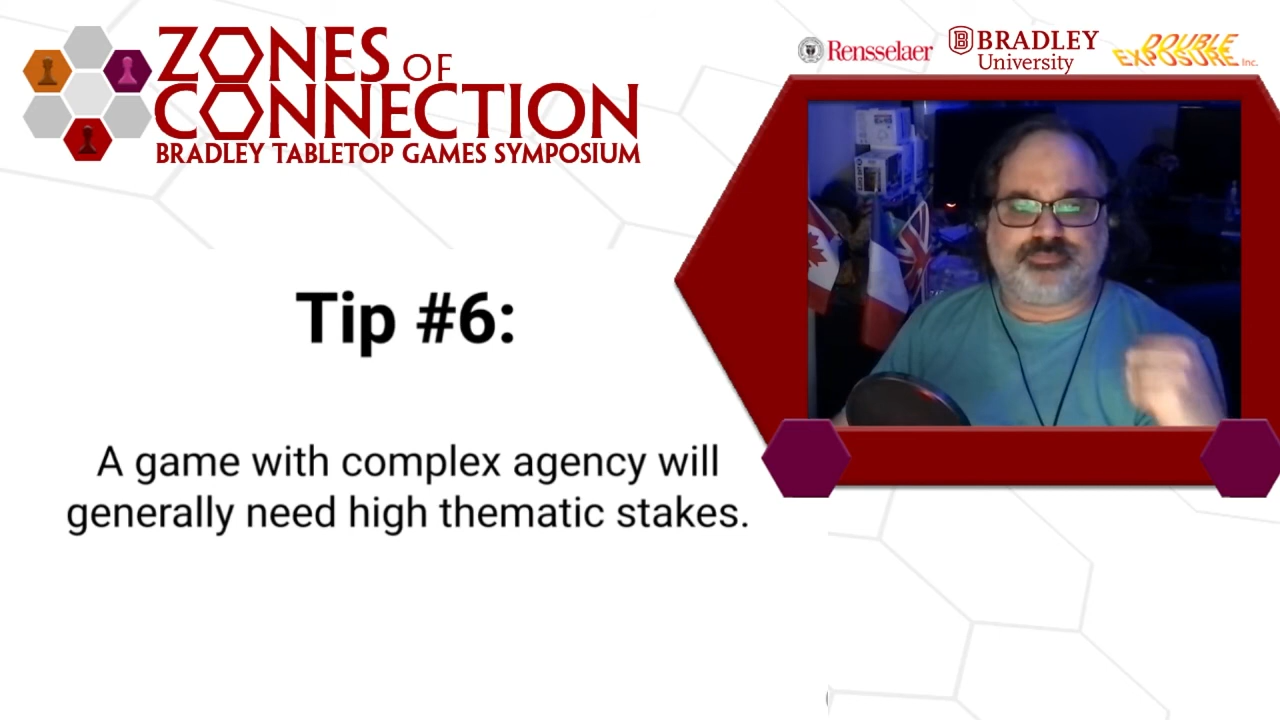 ZONES OF
CONNECTION
BRADLEY TABLETOP GAMES SYMPOSIUM
Rensselaer
BRADLEY
University
DOUBLE
EXPOSURE Inc.
Tip #6:
A game with complex agency will
generally need high thematic stakes.